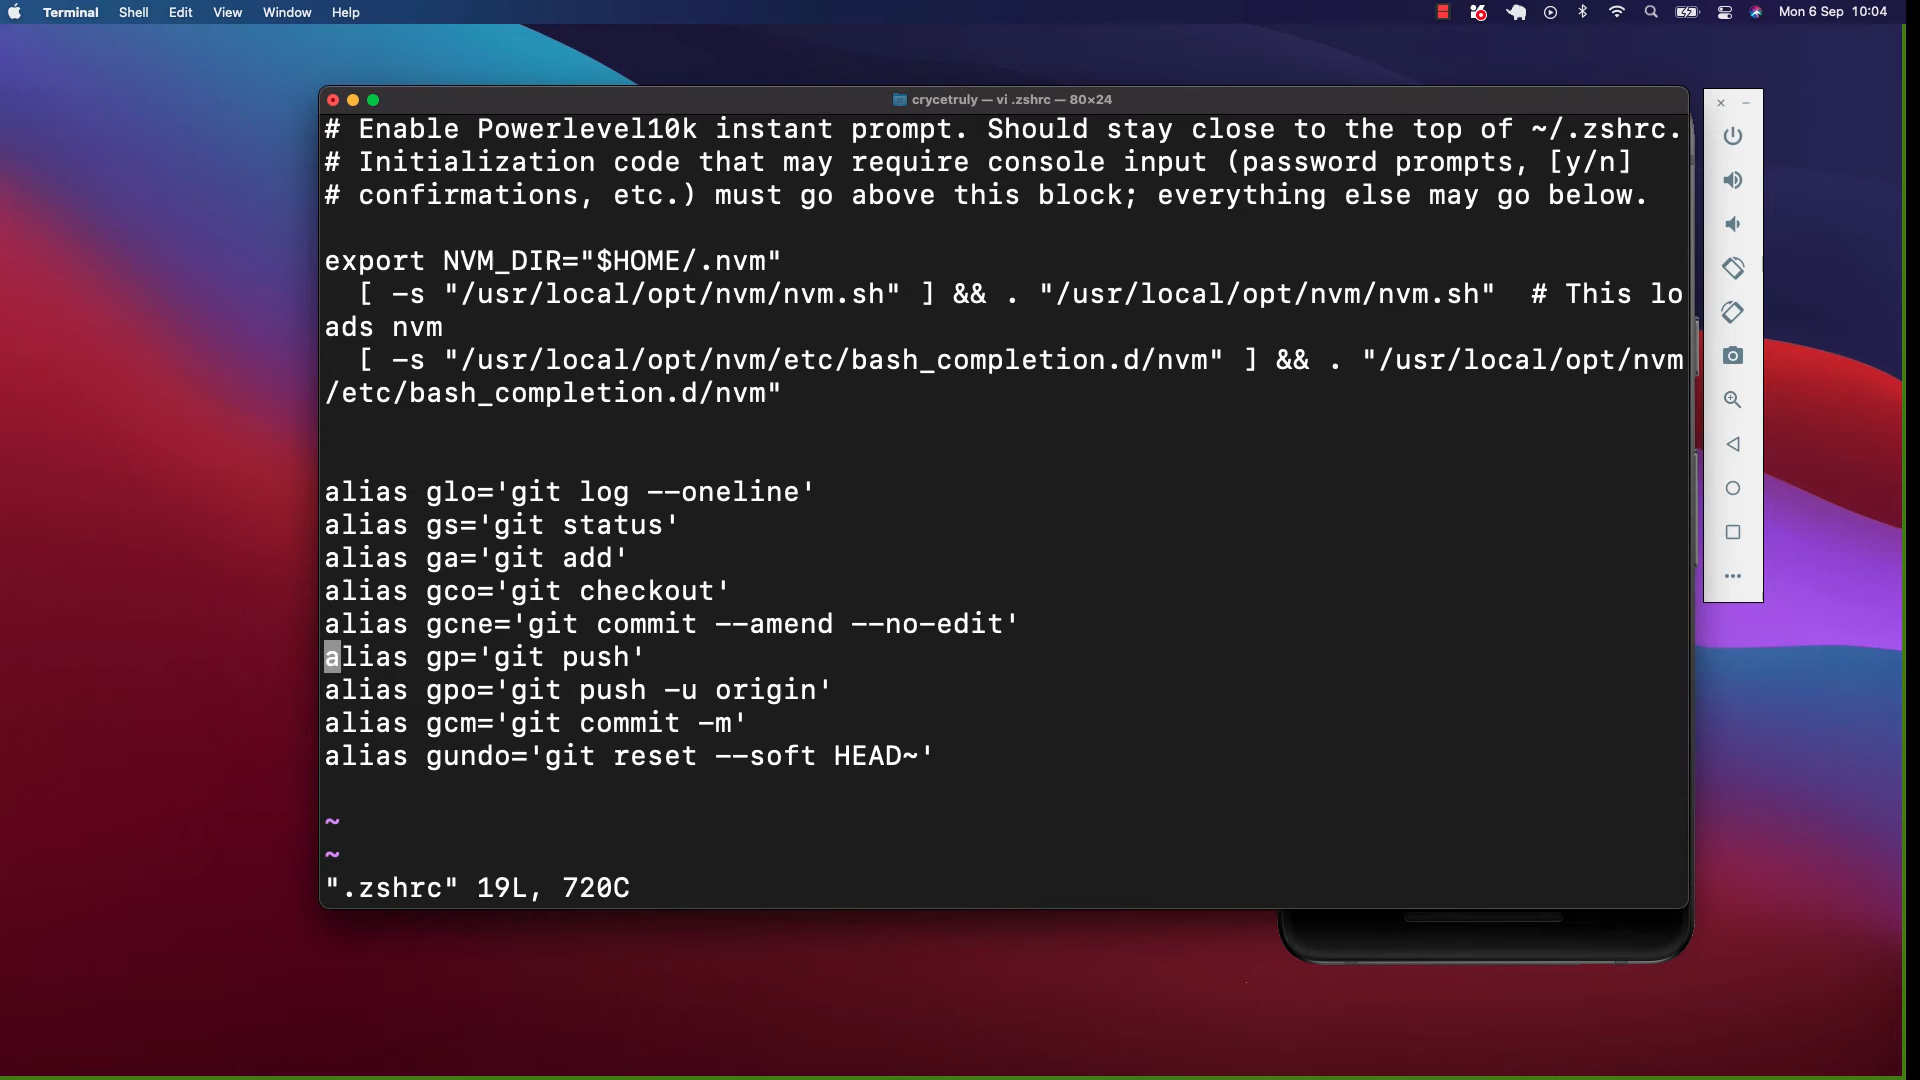 Terminal Shell Edit View Window Help
Mon 6 Sep 10:04
crycetruly — vi .zshrc — 80×24
# Enable Powerlevel10k instant prompt. Should stay close to the top of ~/.zshrc.
# Initialization code that may require console input (password prompts, [y/n]
# confirmations, etc.) must go above this block; everything else may go below.
export NVM_DIR="$HOME/.nvm"
[ -s "/usr/local/opt/nvm/nvm.sh" ] && . "/usr/local/opt/nvm/nvm.sh"  # This lo
ads nvm
[ -s "/usr/local/opt/nvm/etc/bash_completion.d/nvm" ] && . "/usr/local/opt/nvm
/etc/bash_completion.d/nvm"
alias glo='git log --oneline'
alias gs='git status'
alias ga='git add'
alias gco='git checkout'
alias gcne='git commit --amend --no-edit'
alias gp='git push'
alias gpo='git push -u origin'
alias gcm='git commit -m'
alias gundo='git reset --soft HEAD~'
~
~
".zshrc" 19L, 720C